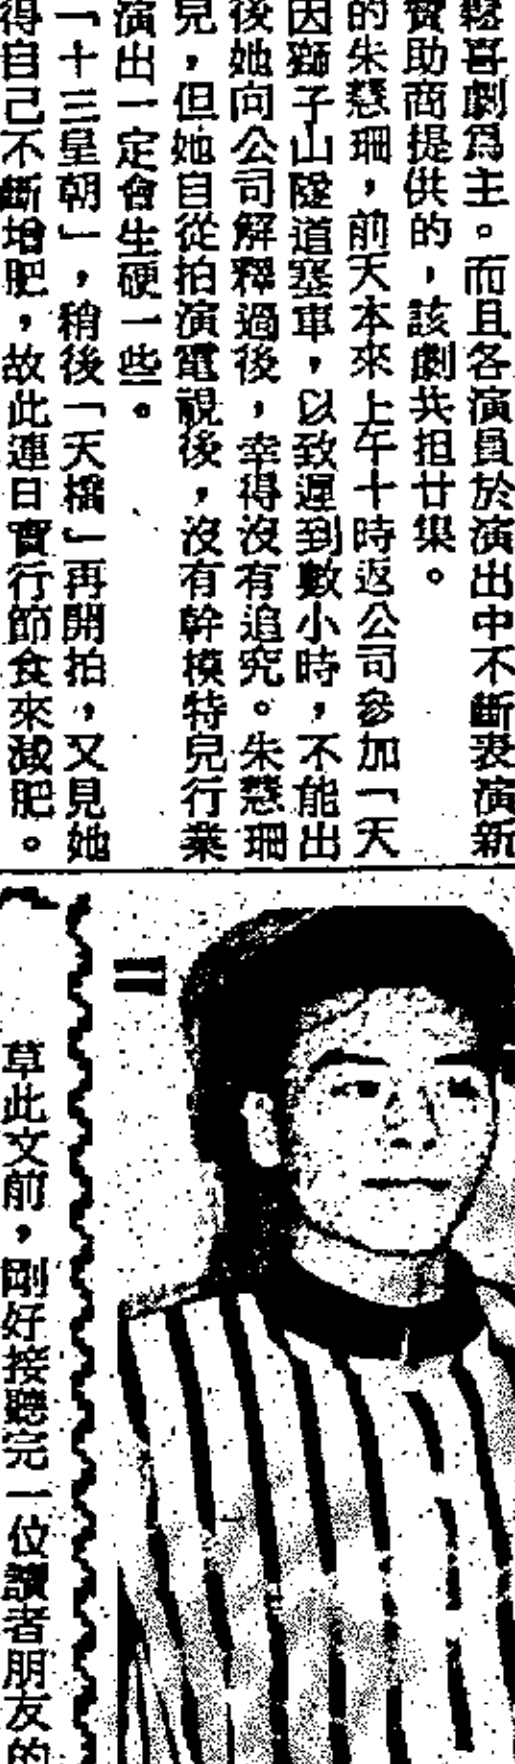 鬆喜劇爲主。而且各演員於演出中不斷表演新
贊助商提供的，該劇共担廿集。
的朱慧珊，前天本來上午十時返公司參加「天
因獅子山隧道塞車，以致遲到數小時，不能出
後她向公司解釋過後，幸得沒有追究。朱慧珊
兒，但她自從拍演電視後，沒有幹模特兒行業
演出一定會生硬一些。
「十三皇朝」，稍後「天橋」再開拍，又見她
得自己不斷增肥，故此連日實行節食來減肥。
草此文前，剛好接聽完一位讀者朋友的